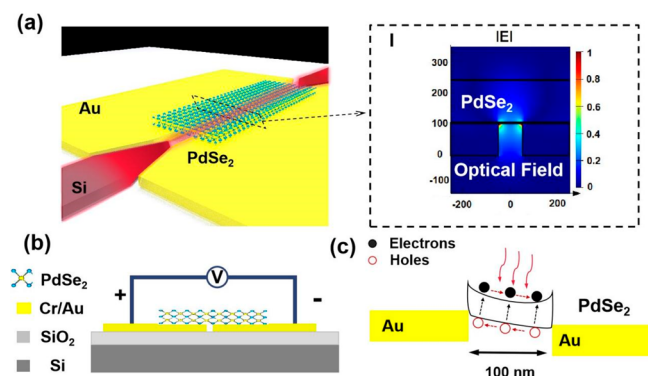 (a)
Au
PdSe2
Si
I
|E|
300
200
100
0
-100
PdSe2
Optical Field
-200
0
200
1
0.8
0.6
0.4
0.2
0
(b)
PdSe2
Cr/Au
SiO2
Si
+
V
-
(c)
Electrons
Holes
PdSe2
Au
Au
100 nm